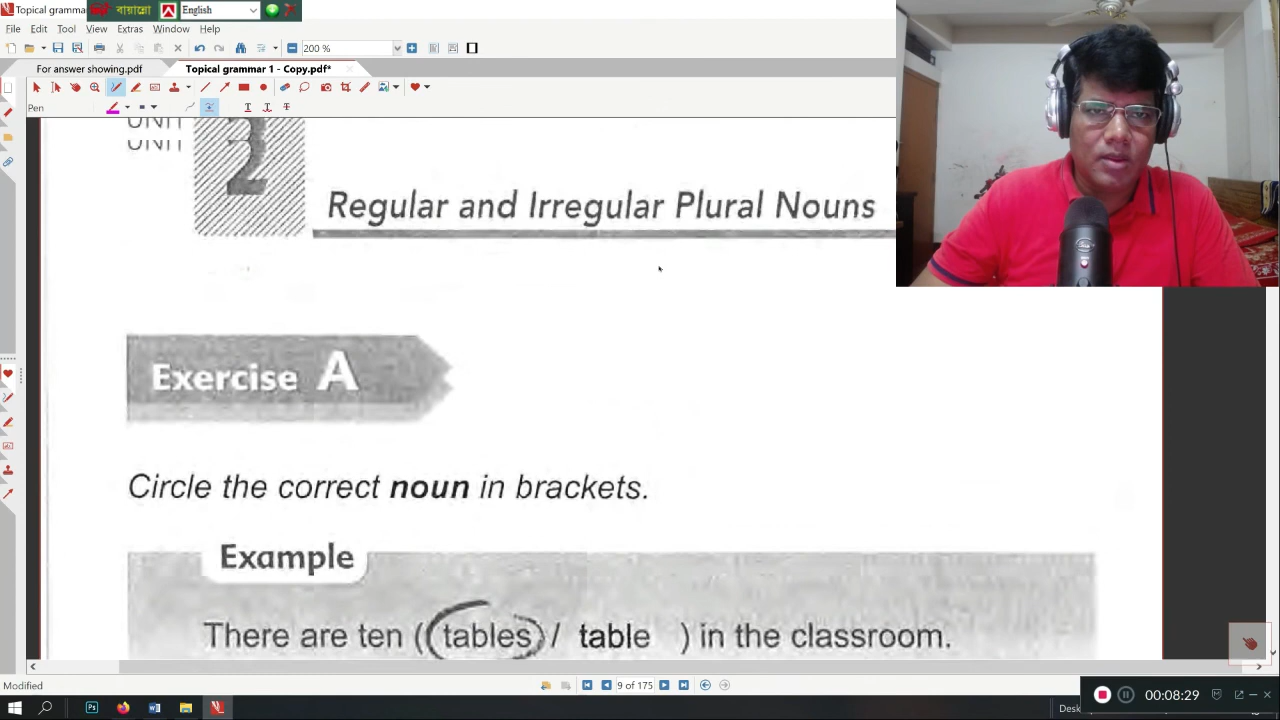 Topical gramma
বায়ান্নো
English
File Edit Tool View Extras Window Help
200 %
For answer showing.pdf
Topical grammar 1 - Copy.pdf*
Pen
UNIT
UNIT
2
Regular and Irregular Plural Nouns
Exercise A
Circle the correct noun in brackets.
Example
There are ten ( tables / table ) in the classroom.
9 of 175
Modified
00:08:29
Desk